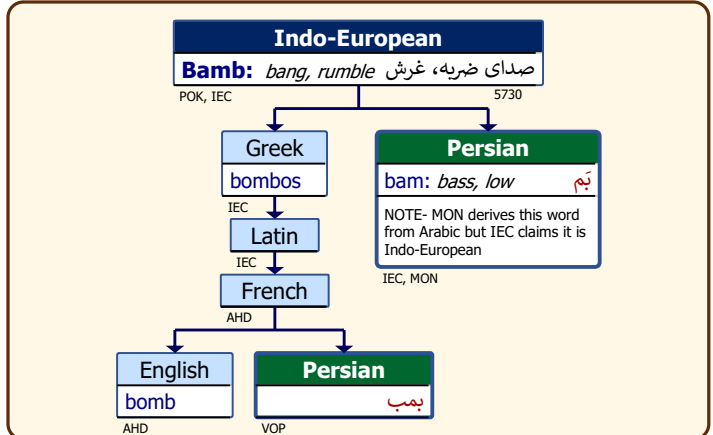 Indo-European
Bamb: bang, rumble صدای ضربه، غرش
POK, IEC 5730
Greek
bombos
IEC
Latin
IEC
French
AHD
Persian
bam: bass, low بَم
NOTE- MON derives this word
from Arabic but IEC claims it is
Indo-European
IEC, MON
English
bomb
AHD
Persian
بمب
VOP